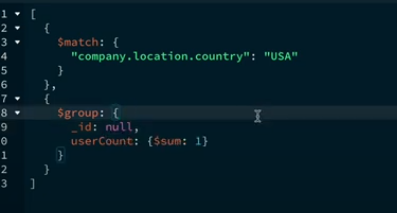 1 [
2 {
3 $match: {
4 "company.location.country": "USA"
5 }
6 },
7 {
8 $group: {
9 _id: null,
0 userCount: {$sum: 1}
1 }
2 }
3 ]